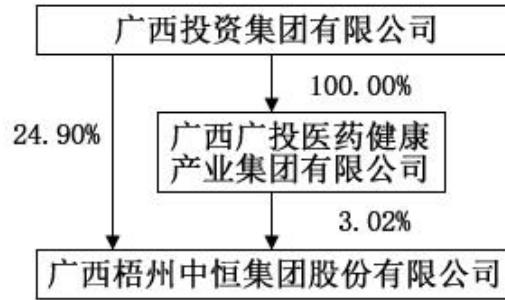 广西投资集团有限公司
100.00%
24.90%
广西广投医药健康
产业集团有限公司
3.02%
广西梧州中恒集团股份有限公司